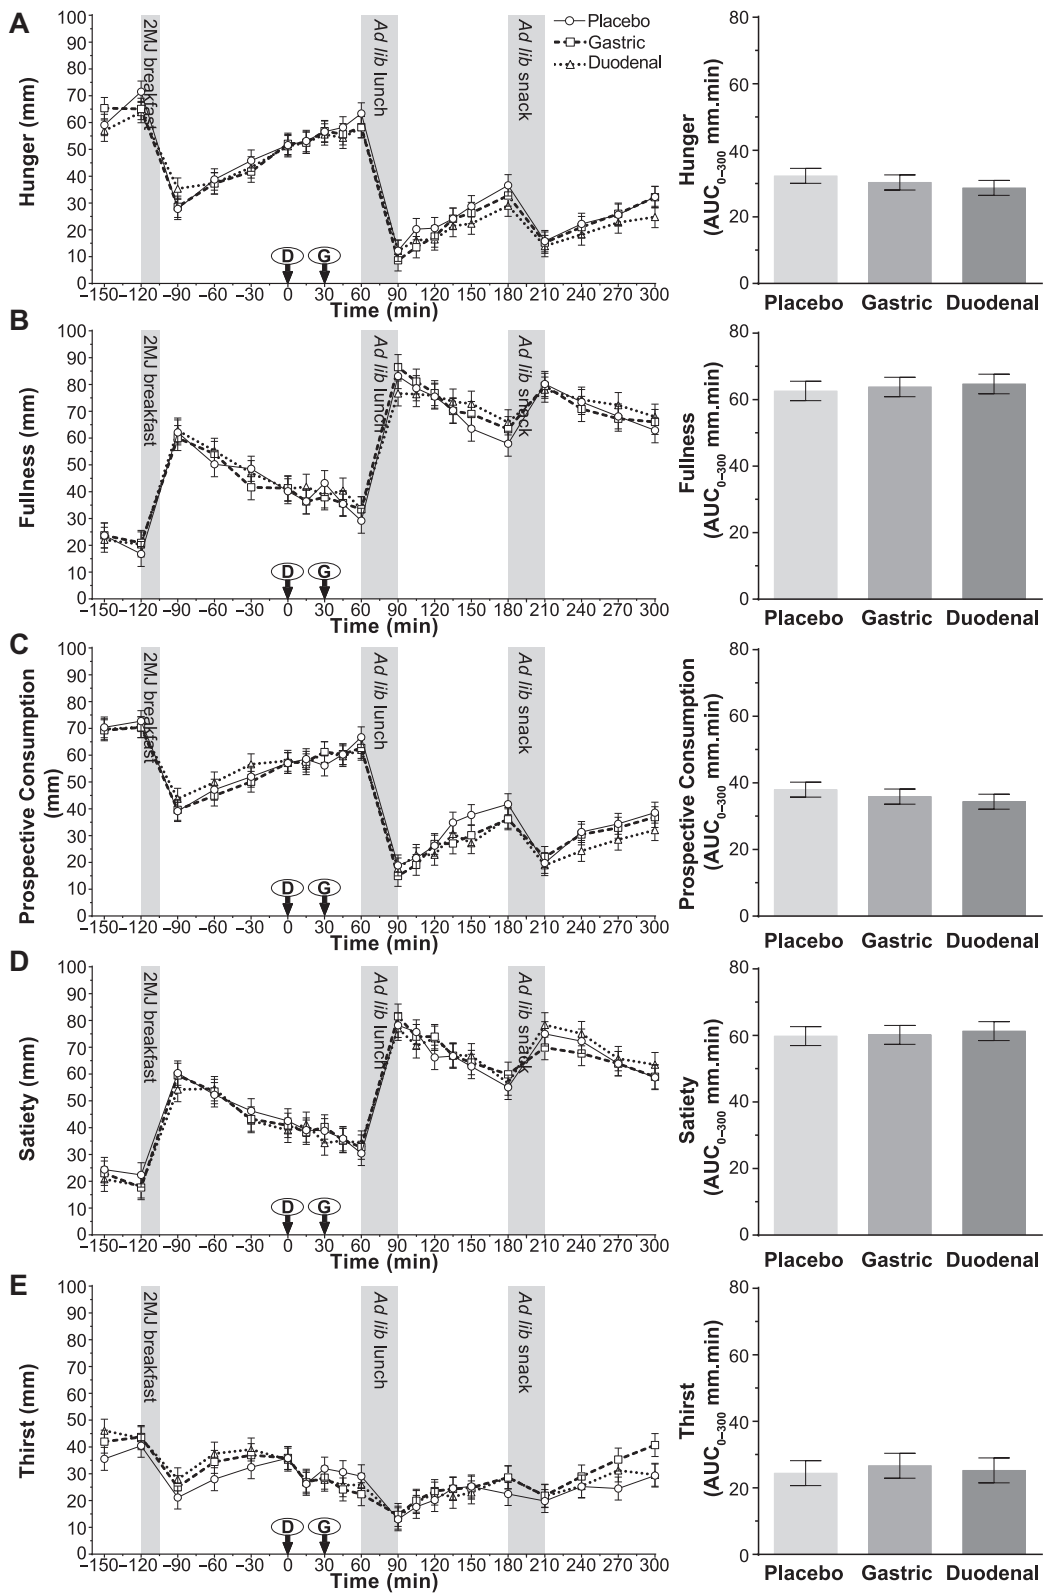 A
Hunger (mm)
100
90
80
70
60
50
40
30
20
10
0
2MJ breakfast
Ad lib lunch
Ad lib snack
Placebo
Gastric
Duodenal
D G
−150 −120 −90 −60 −30 0 30 60 90 120 150 180 210 240 270 300
Time (min)
Hunger
(AUC0–300 mm.min)
80
60
40
20
0
Placebo Gastric Duodenal
B
Fullness (mm)
100
90
80
70
60
50
40
30
20
10
0
2MJ breakfast
Ad lib lunch
Ad lib snack
D G
−150 −120 −90 −60 −30 0 30 60 90 120 150 180 210 240 270 300
Time (min)
Fullness
(AUC0–300 mm.min)
80
60
40
20
0
Placebo Gastric Duodenal
C
Prospective Consumption
(mm)
100
90
80
70
60
50
40
30
20
10
0
2MJ breakfast
Ad lib lunch
Ad lib snack
D G
−150 −120 −90 −60 −30 0 30 60 90 120 150 180 210 240 270 300
Time (min)
Prospective Consumption
(AUC0–300 mm.min)
80
60
40
20
0
Placebo Gastric Duodenal
D
Satiety (mm)
100
90
80
70
60
50
40
30
20
10
0
2MJ breakfast
Ad lib lunch
Ad lib snack
D G
−150 −120 −90 −60 −30 0 30 60 90 120 150 180 210 240 270 300
Time (min)
Satiety
(AUC0–300 mm.min)
80
60
40
20
0
Placebo Gastric Duodenal
E
Thirst (mm)
100
90
80
70
60
50
40
30
20
10
0
2MJ breakfast
Ad lib lunch
Ad lib snack
D G
−150 −120 −90 −60 −30 0 30 60 90 120 150 180 210 240 270 300
Time (min)
Thirst
(AUC0–300 mm.min)
80
60
40
20
0
Placebo Gastric Duodenal